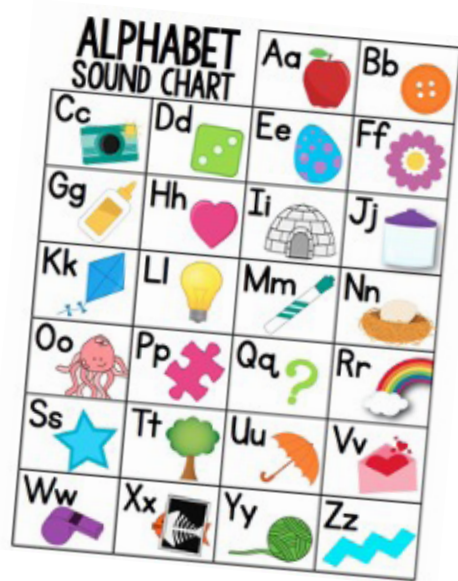 ALPHABET
SOUND CHART
Aa Bb
Cc Dd Ee Ff
Gg Hh Ii Jj
Kk Ll Mm Nn
Oo Pp Qq Rr
Ss Tt Uu Vv
Ww Xx Yy Zz
?